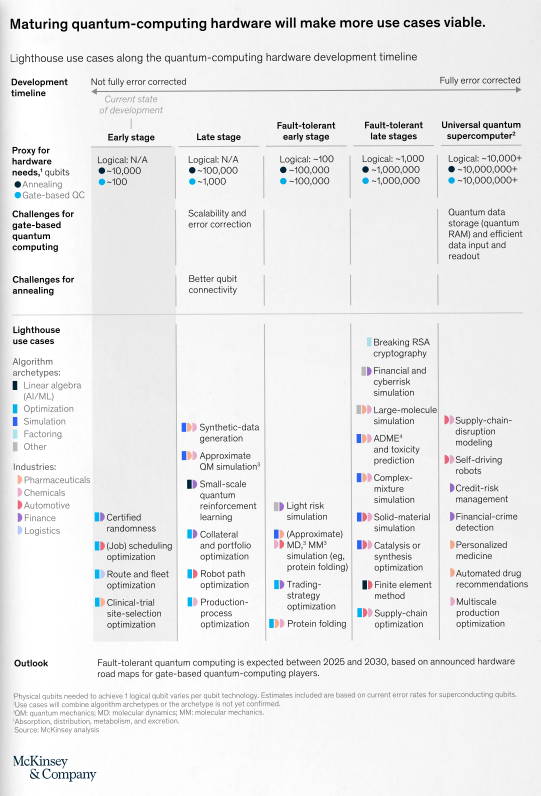 Maturing quantum-computing hardware will make more use cases viable.
Lighthouse use cases along the quantum-computing hardware development timeline
Development
timeline
Not fully error corrected
Fully error corrected
Current state
of development
Early stage
Late stage
Fault-tolerant
early stage
Fault-tolerant
late stages
Universal quantum
supercomputer²
Proxy for
hardware
needs,¹ qubits
Annealing
Gate-based QC
Logical: N/A
~10,000
~100
Logical: N/A
~100,000
~1,000
Logical: ~100
~100,000
~100,000
Logical: ~1,000
~1,000,000
~1,000,000
Logical: ~10,000+
~10,000,000+
~10,000,000+
Challenges for
gate-based
quantum
computing
Scalability and
error correction
Quantum data
storage (quantum
RAM) and efficient
data input and
readout
Challenges for
annealing
Better qubit
connectivity
Lighthouse
use cases
Algorithm
archetypes:
Linear algebra
(AI/ML)
Optimization
Simulation
Factoring
Other
Industries:
Pharmaceuticals
Chemicals
Automotive
Finance
Logistics
Certified
randomness
(Job) scheduling
optimization
Route and fleet
optimization
Clinical-trial
site-selection
optimization
Synthetic-data
generation
Approximate
QM simulation³
Small-scale
quantum
reinforcement
learning
Collateral
and portfolio
optimization
Robot path
optimization
Production-
process
optimization
Light risk
simulation
(Approximate)
MD,³ MM³
simulation (eg,
protein folding)
Trading-
strategy
optimization
Protein folding
Breaking RSA
cryptography
Financial and
cyberrisk
simulation
Large-molecule
simulation
ADME⁴
and toxicity
prediction
Complex-
mixture
simulation
Solid-material
simulation
Catalysis or
synthesis
optimization
Finite element
method
Supply-chain
optimization
Supply-chain-
disruption
modeling
Self-driving
robots
Credit-risk
management
Financial-crime
detection
Personalized
medicine
Automated drug
recommendations
Multiscale
production
optimization
Outlook
Fault-tolerant quantum computing is expected between 2025 and 2030, based on announced hardware
road maps for gate-based quantum-computing players.
Physical qubits needed to achieve 1 logical qubit varies per qubit technology. Estimates included are based on current error rates for superconducting qubits.
Use cases will combine algorithm archetypes or the archetype is not yet confirmed.
QM: quantum mechanics; MD: molecular dynamics; MM: molecular mechanics.
Absorption, distribution, metabolism, and excretion.
Source: McKinsey analysis
McKinsey
& Company